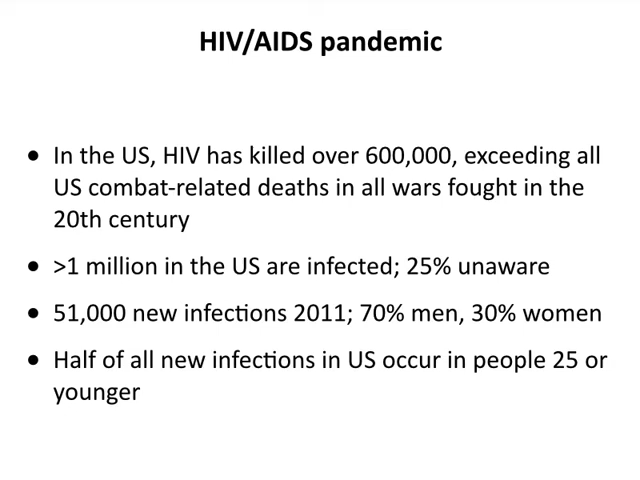 HIV/AIDS pandemic
• In the US, HIV has killed over 600,000, exceeding all
US combat-related deaths in all wars fought in the
20th century
• >1 million in the US are infected; 25% unaware
• 51,000 new infections 2011; 70% men, 30% women
• Half of all new infections in US occur in people 25 or
younger